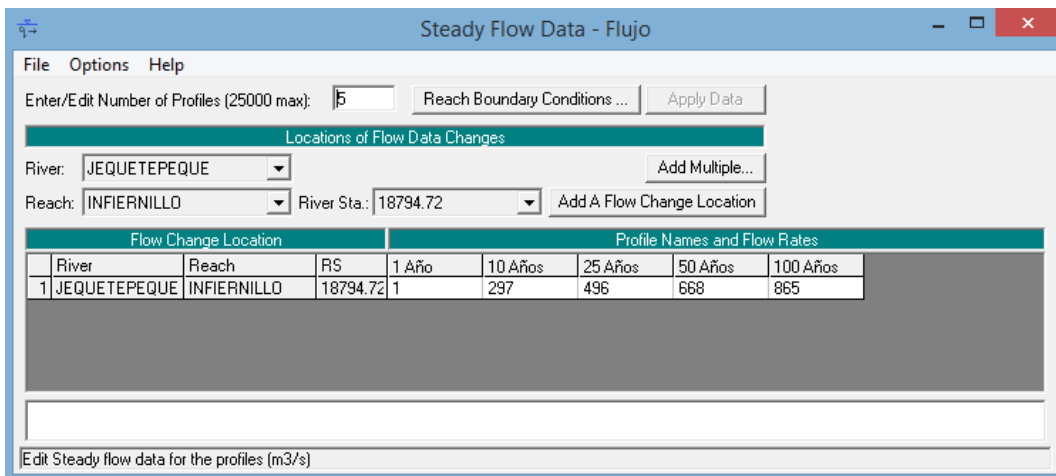 Steady Flow Data - Flujo
File Options Help
Enter/Edit Number of Profiles (25000 max): 5 Reach Boundary Conditions ... Apply Data
Locations of Flow Data Changes
River: JEQUETEPEQUE Add Multiple...
Reach: INFIERNILLO River Sta.: 18794.72 Add A Flow Change Location
Flow Change Location Profile Names and Flow Rates
River Reach RS 1 Año 10 Años 25 Años 50 Años 100 Años
1 JEQUETEPEQUE INFIERNILLO 18794.72 1 297 496 668 865
Edit Steady flow data for the profiles (m3/s)